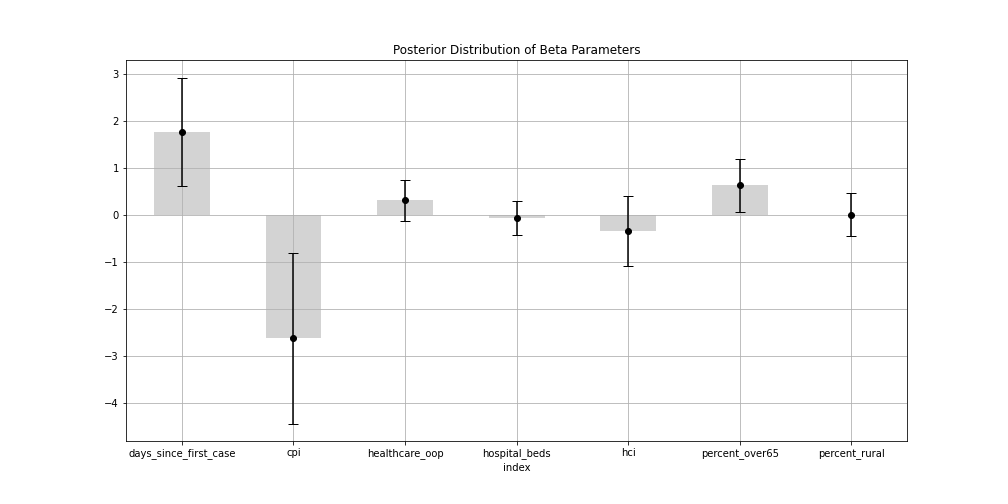 Posterior Distribution of Beta Parameters
3
2
1
0
−1
−2
−3
−4
days_since_first_case cpi healthcare_oop hospital_beds hci percent_over65 percent_rural
index